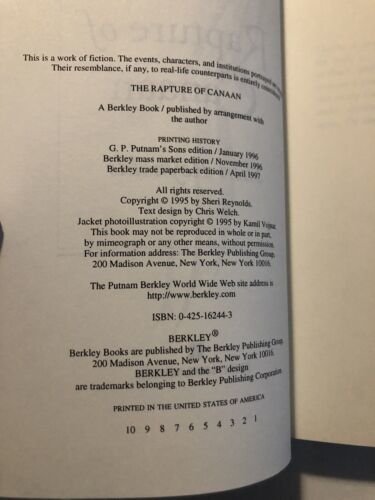 This is a work of fiction. The events, characters, and institutions portrayed are
Their resemblance, if any, to real-life counterparts is entirely
THE RAPTURE OF CANAAN
A Berkley Book / published by arrangement with
the author
PRINTING HISTORY
G. P. Putnam's Sons edition / January 1996
Berkley mass market edition / November 1996
Berkley trade paperback edition / April 1997
All rights reserved.
Copyright © 1995 by Sheri Reynolds.
Text design by Chris Welch.
Jacket photoillustration copyright © 1995 by Kamil Vojnar.
This book may not be reproduced in whole or in part,
by mimeograph or any other means, without permission.
For information address: The Berkley Publishing Group,
200 Madison Avenue, New York, New York 10016.
The Putnam Berkley World Wide Web site address is
http://www.berkley.com
ISBN: 0-425-16244-3
BERKLEY®
Berkley Books are published by The Berkley Publishing Group,
200 Madison Avenue, New York, New York 10016.
BERKLEY and the "B" design
are trademarks belonging to Berkley Publishing Corporation.
PRINTED IN THE UNITED STATES OF AMERICA
10 9 8 7 6 5 4 3 2 1